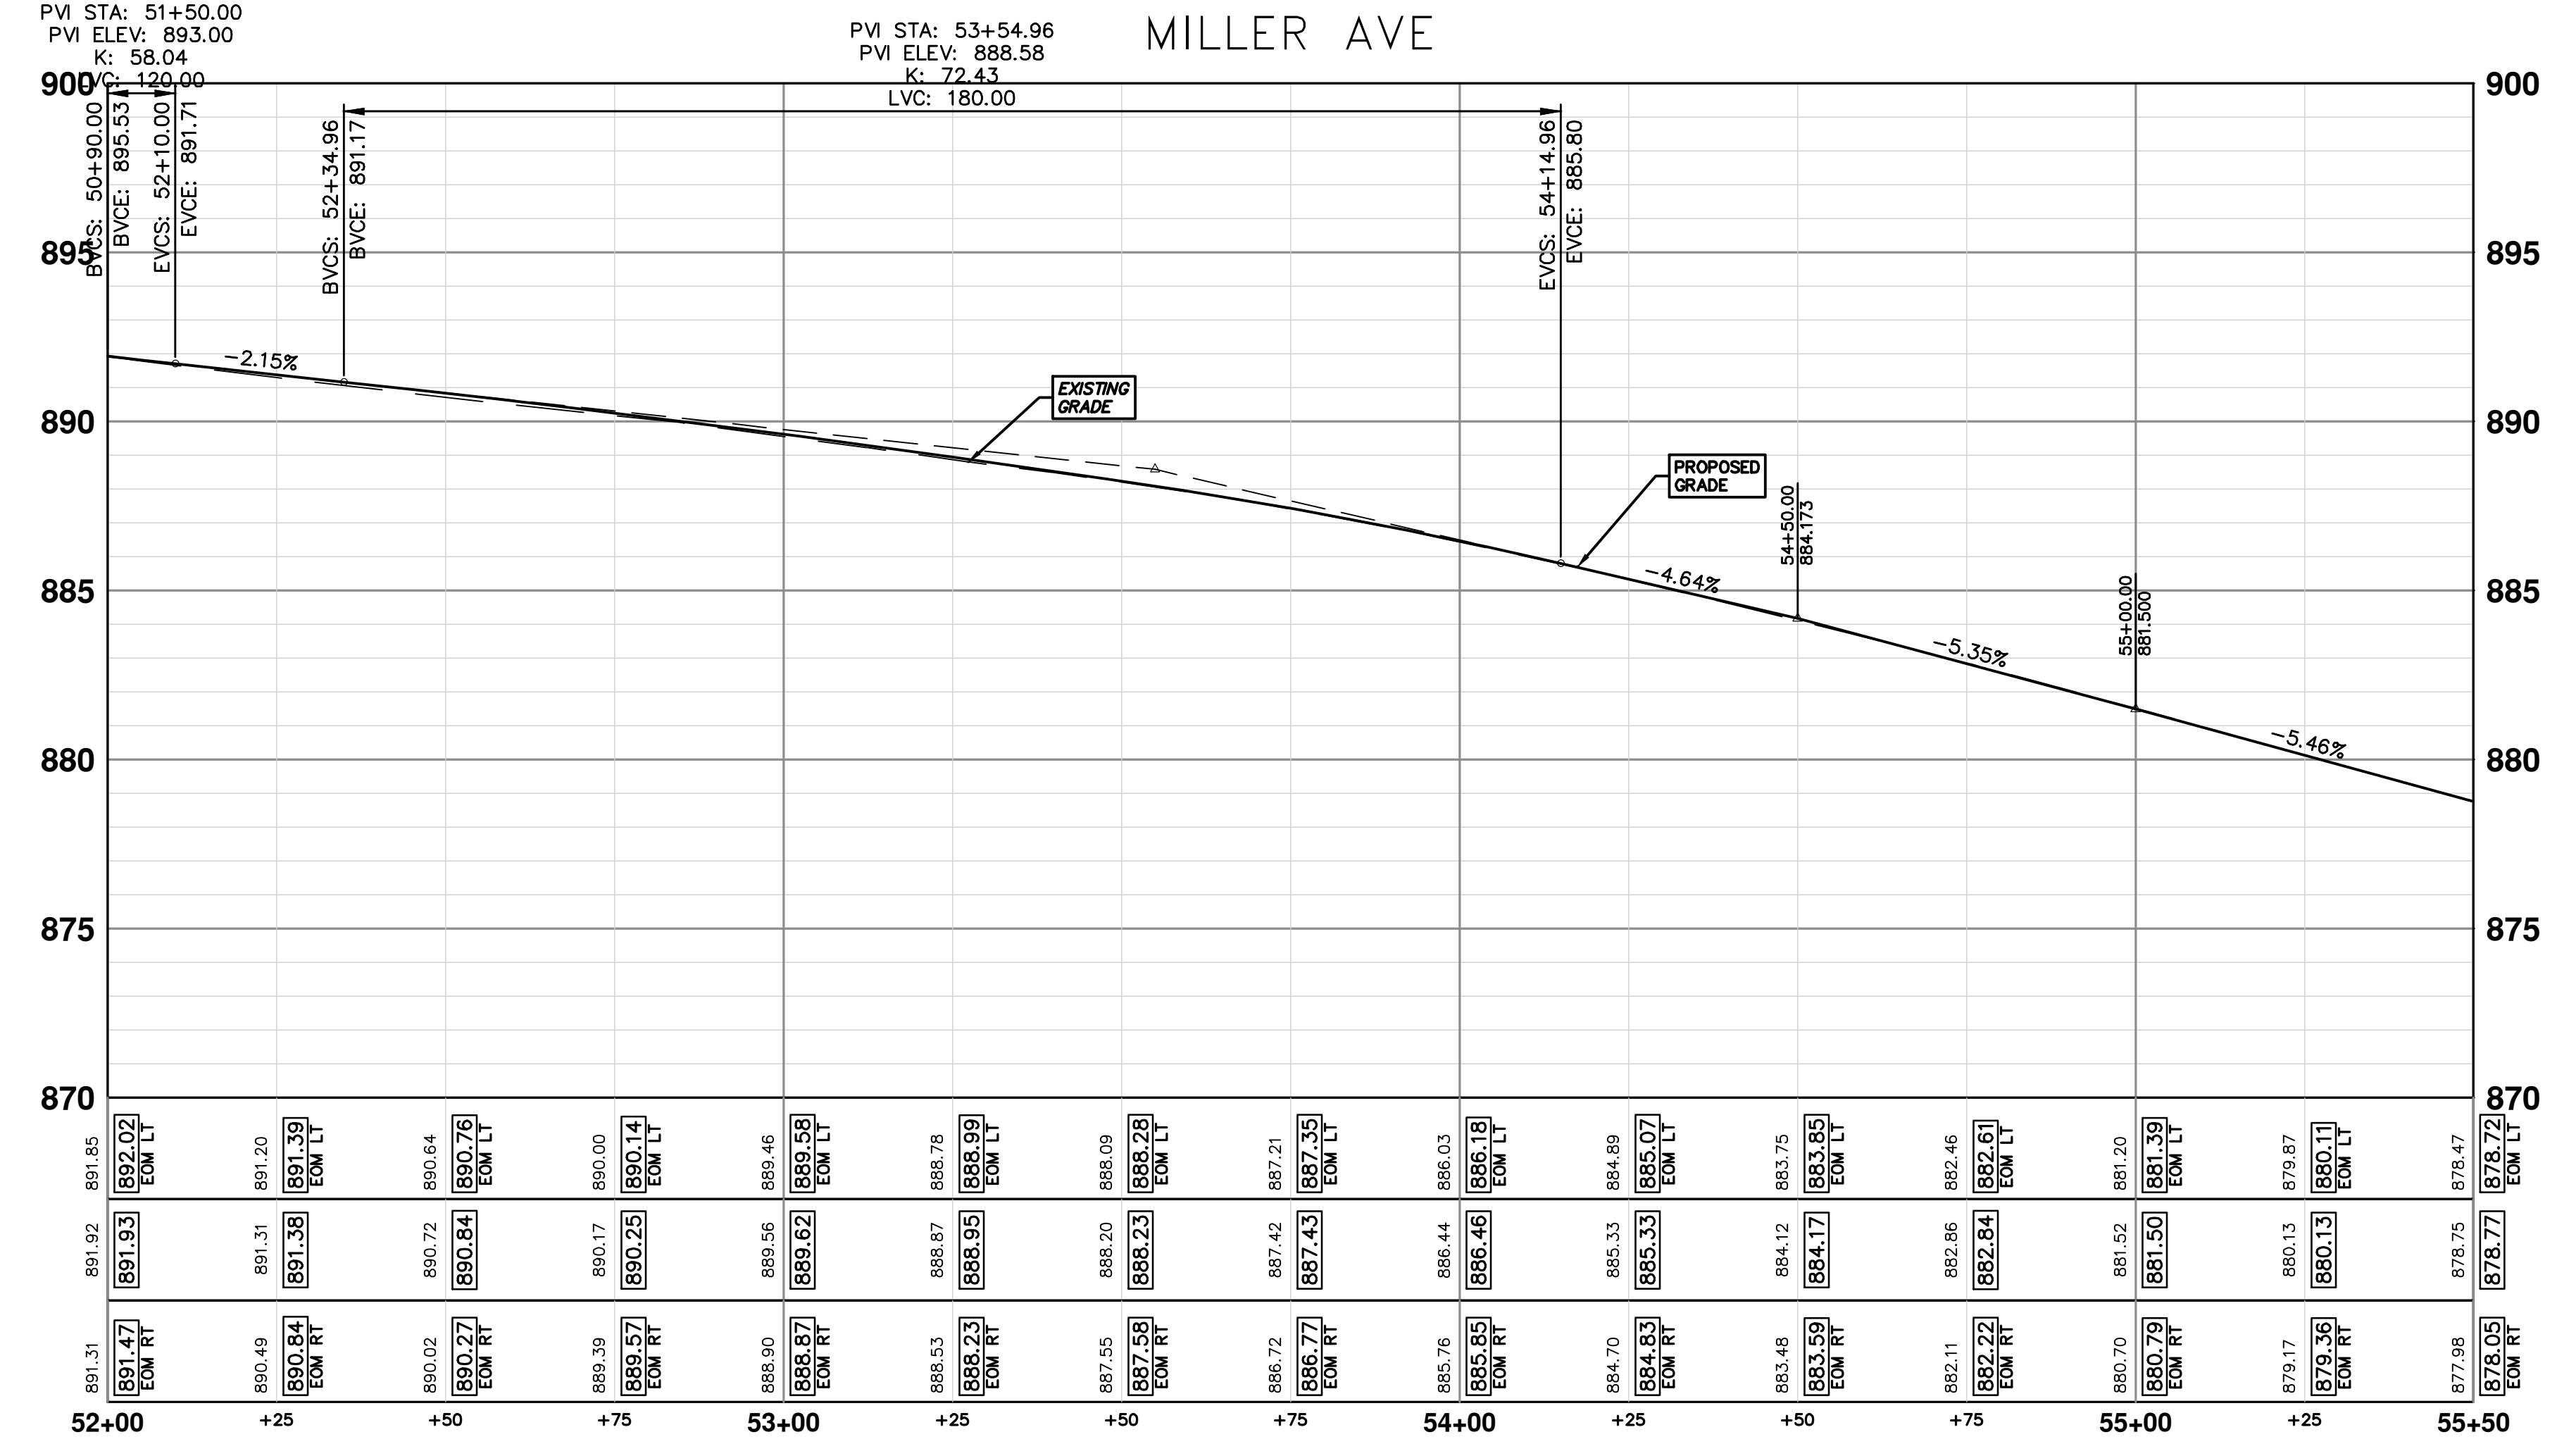 PVI STA: 51+50.00
PVI ELEV: 893.00
K: 58.04
LVC: 120.00
PVI STA: 53+54.96
PVI ELEV: 888.58
K: 72.43
LVC: 180.00
MILLER AVE
900
900
BVCS: 50+90.00
BVCE: 895.53
EVCS: 52+10.00
EVCE: 891.71
BVCS: 52+34.96
BVCE: 891.17
EVCS: 54+14.96
EVCE: 885.80
895
895
-2.15%
EXISTING
GRADE
890
890
PROPOSED
GRADE
54+50.00
884.173
-4.64%
885
885
55+00.00
881.500
-5.35%
-5.46%
880
880
875
875
870
870
891.85 892.02 EOM LT 891.20 891.39 EOM LT 890.64 890.76 EOM LT 890.00 890.14 EOM LT 889.46 889.58 EOM LT 888.78 888.99 EOM LT 888.09 888.28 EOM LT 887.21 887.35 EOM LT 886.03 886.18 EOM LT 884.89 885.07 EOM LT 883.75 883.85 EOM LT 882.46 882.61 EOM LT 881.20 881.39 EOM LT 879.87 880.11 EOM LT 878.47 878.72 EOM LT
891.92 891.93 891.31 891.38 890.72 890.84 890.17 890.25 889.56 889.62 888.87 888.95 888.20 888.23 887.42 887.43 886.44 886.46 885.33 885.33 884.12 884.17 882.86 882.84 881.52 881.50 880.13 880.13 878.75 878.77
891.31 891.47 EOM RT 890.49 890.84 EOM RT 890.02 890.27 EOM RT 889.39 889.57 EOM RT 888.90 888.87 EOM RT 888.53 888.23 EOM RT 887.55 887.58 EOM RT 886.72 886.77 EOM RT 885.76 885.85 EOM RT 884.70 884.83 EOM RT 883.48 883.59 EOM RT 882.11 882.22 EOM RT 880.70 880.79 EOM RT 879.17 879.36 EOM RT 877.98 878.05 EOM RT
52+00 +25 +50 +75 53+00 +25 +50 +75 54+00 +25 +50 +75 55+00 +25 55+50